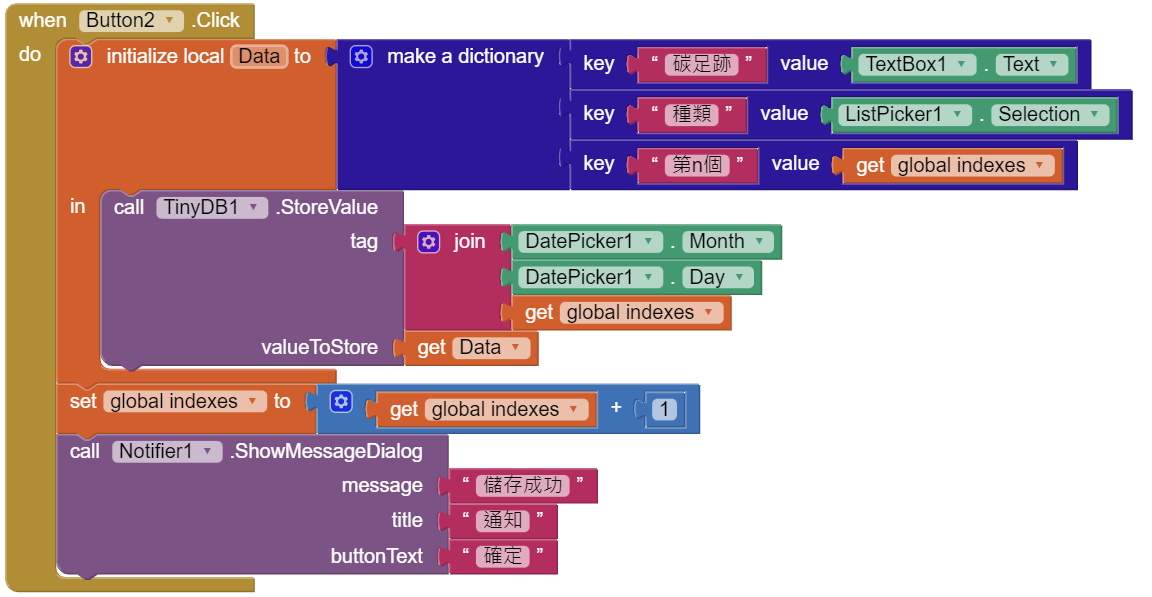 when Button2 .Click
do initialize local Data to make a dictionary key “ 碳足跡 ” value TextBox1 . Text
key “ 種類 ” value ListPicker1 . Selection
key “ 第n個 ” value get global indexes
in call TinyDB1 .StoreValue
tag join DatePicker1 . Month
DatePicker1 . Day
get global indexes
valueToStore get Data
set global indexes to get global indexes + 1
call Notifier1 .ShowMessageDialog
message “ 儲存成功 ”
title “ 通知 ”
buttonText “ 確定 ”